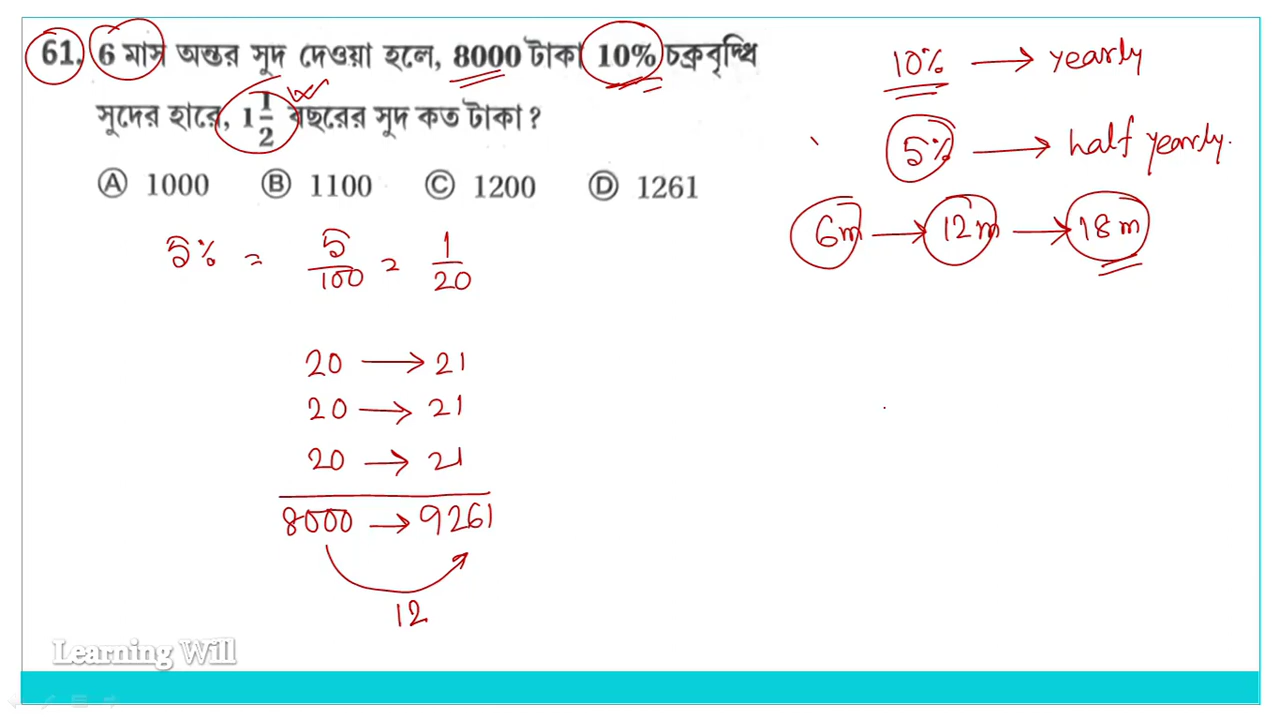 61. 6 মাস অন্তর সুদ দেওয়া হলে, 8000 টাকা 10% চক্রবৃদ্ধি
সুদের হারে, 1 1/2 বছরের সুদ কত টাকা ?
Ⓐ 1000 Ⓑ 1100 Ⓒ 1200 Ⓓ 1261
10% → yearly
5% → half yearly.
6m → 12m → 18m
5% = 5/100 = 1/20
20 → 21
20 → 21
20 → 21
8000 → 9261
12
Learning Will